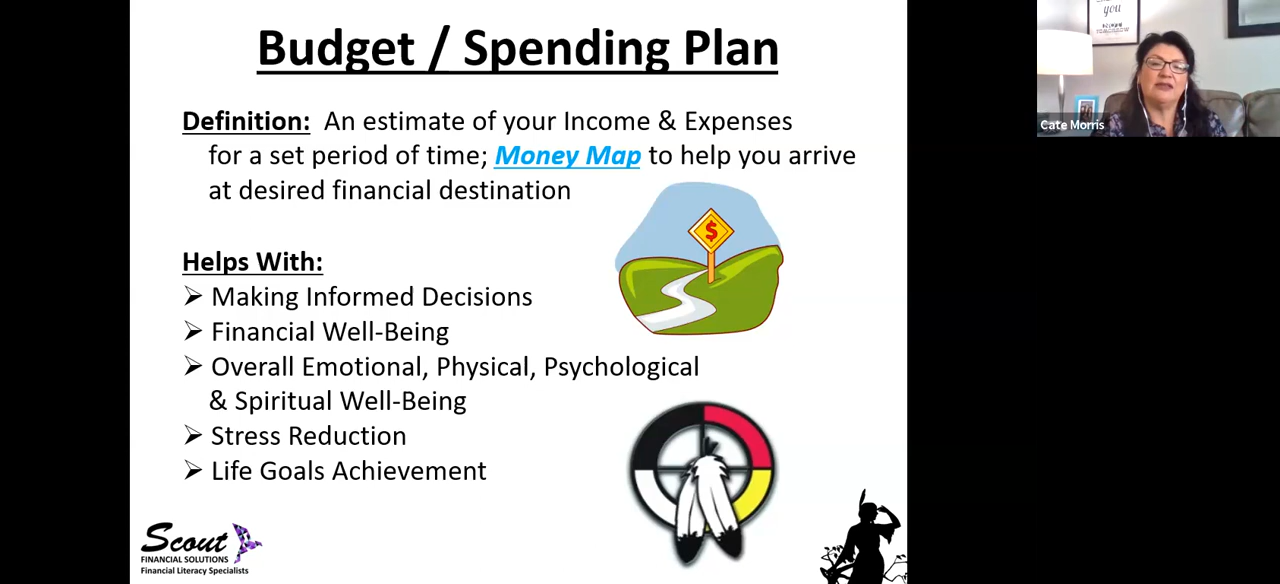 Budget / Spending Plan
Definition: An estimate of your Income & Expenses
for a set period of time; Money Map to help you arrive
at desired financial destination
$
Helps With:
➢ Making Informed Decisions
➢ Financial Well-Being
➢ Overall Emotional, Physical, Psychological
& Spiritual Well-Being
➢ Stress Reduction
➢ Life Goals Achievement
Scout
FINANCIAL SOLUTIONS
Financial Literacy Specialists
you
TOMORROW
Cate Morris